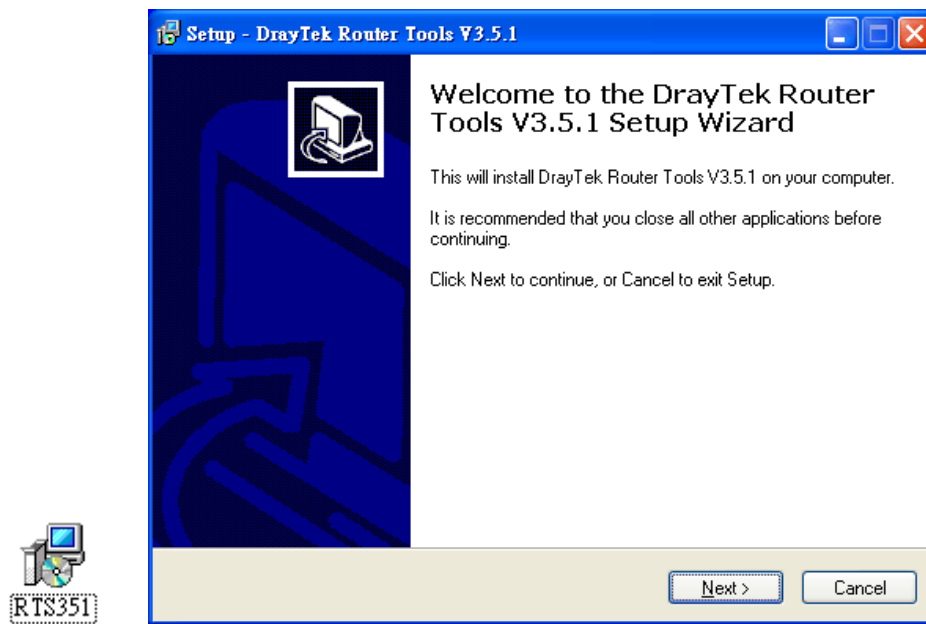 Setup - DrayTek Router Tools V3.5.1
Welcome to the DrayTek Router
Tools V3.5.1 Setup Wizard
This will install DrayTek Router Tools V3.5.1 on your computer.
It is recommended that you close all other applications before
continuing.
Click Next to continue, or Cancel to exit Setup.
Next >
Cancel
RTS351